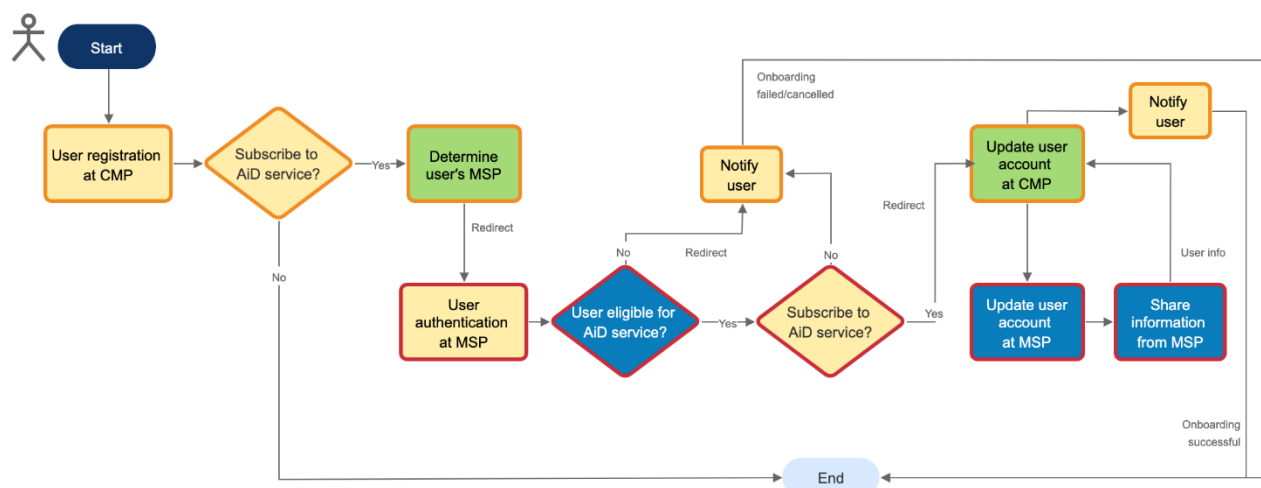 Start
User registration
at CMP
Subscribe to
AiD service?
Yes
No
Determine
user's MSP
Redirect
User
authentication
at MSP
User eligible for
AiD service?
No
Redirect
Yes
Notify
user
Onboarding
failed/cancelled
Subscribe to
AiD service?
No
Yes
Redirect
Update user
account
at CMP
Notify
user
Update user
account
at MSP
Share
information
from MSP
User info
Onboarding
successful
End